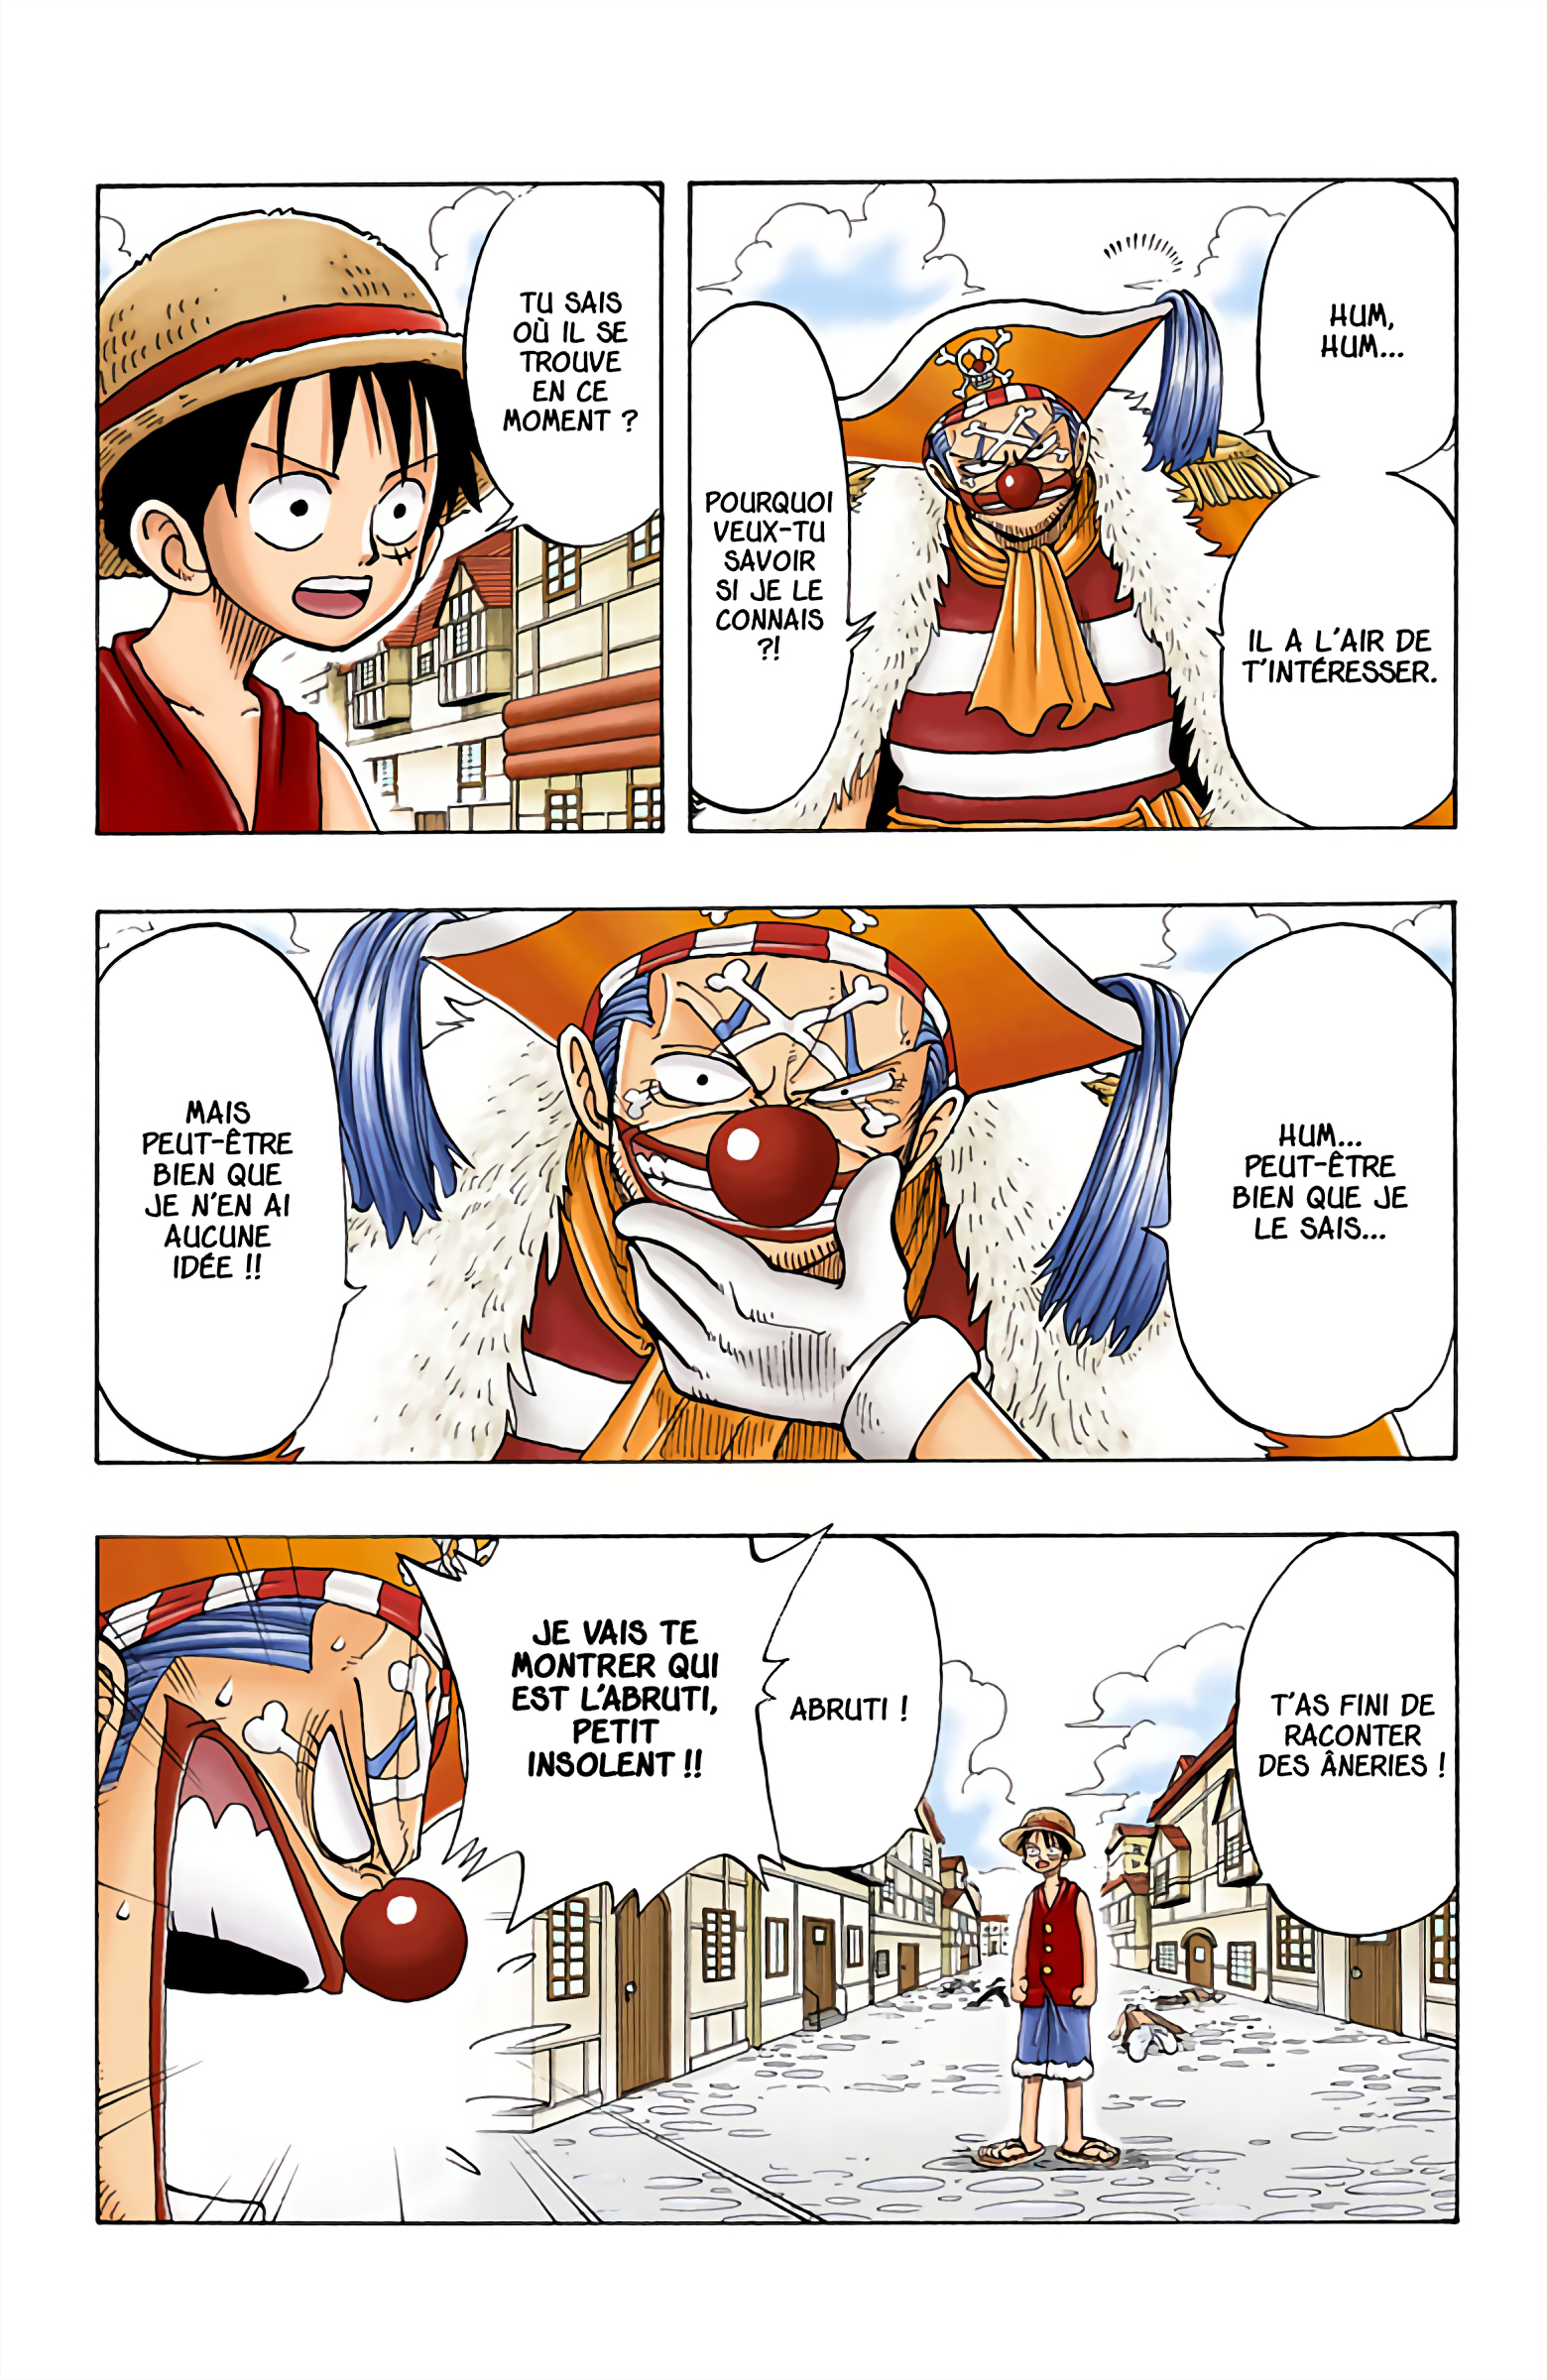 HUM,
HUM...
IL A L'AIR DE
T'INTÉRESSER.
POURQUOI
VEUX-TU
SAVOIR
SI JE LE
CONNAIS
?!
TU SAIS
OÙ IL SE
TROUVE
EN CE
MOMENT ?
HUM...
PEUT-ÊTRE
BIEN QUE JE
LE SAIS...
MAIS
PEUT-ÊTRE
BIEN QUE
JE N'EN AI
AUCUNE
IDÉE !!
T'AS FINI DE
RACONTER
DES ÂNERIES !
ABRUTI !
JE VAIS TE
MONTRER QUI
EST L'ABRUTI,
PETIT
INSOLENT !!